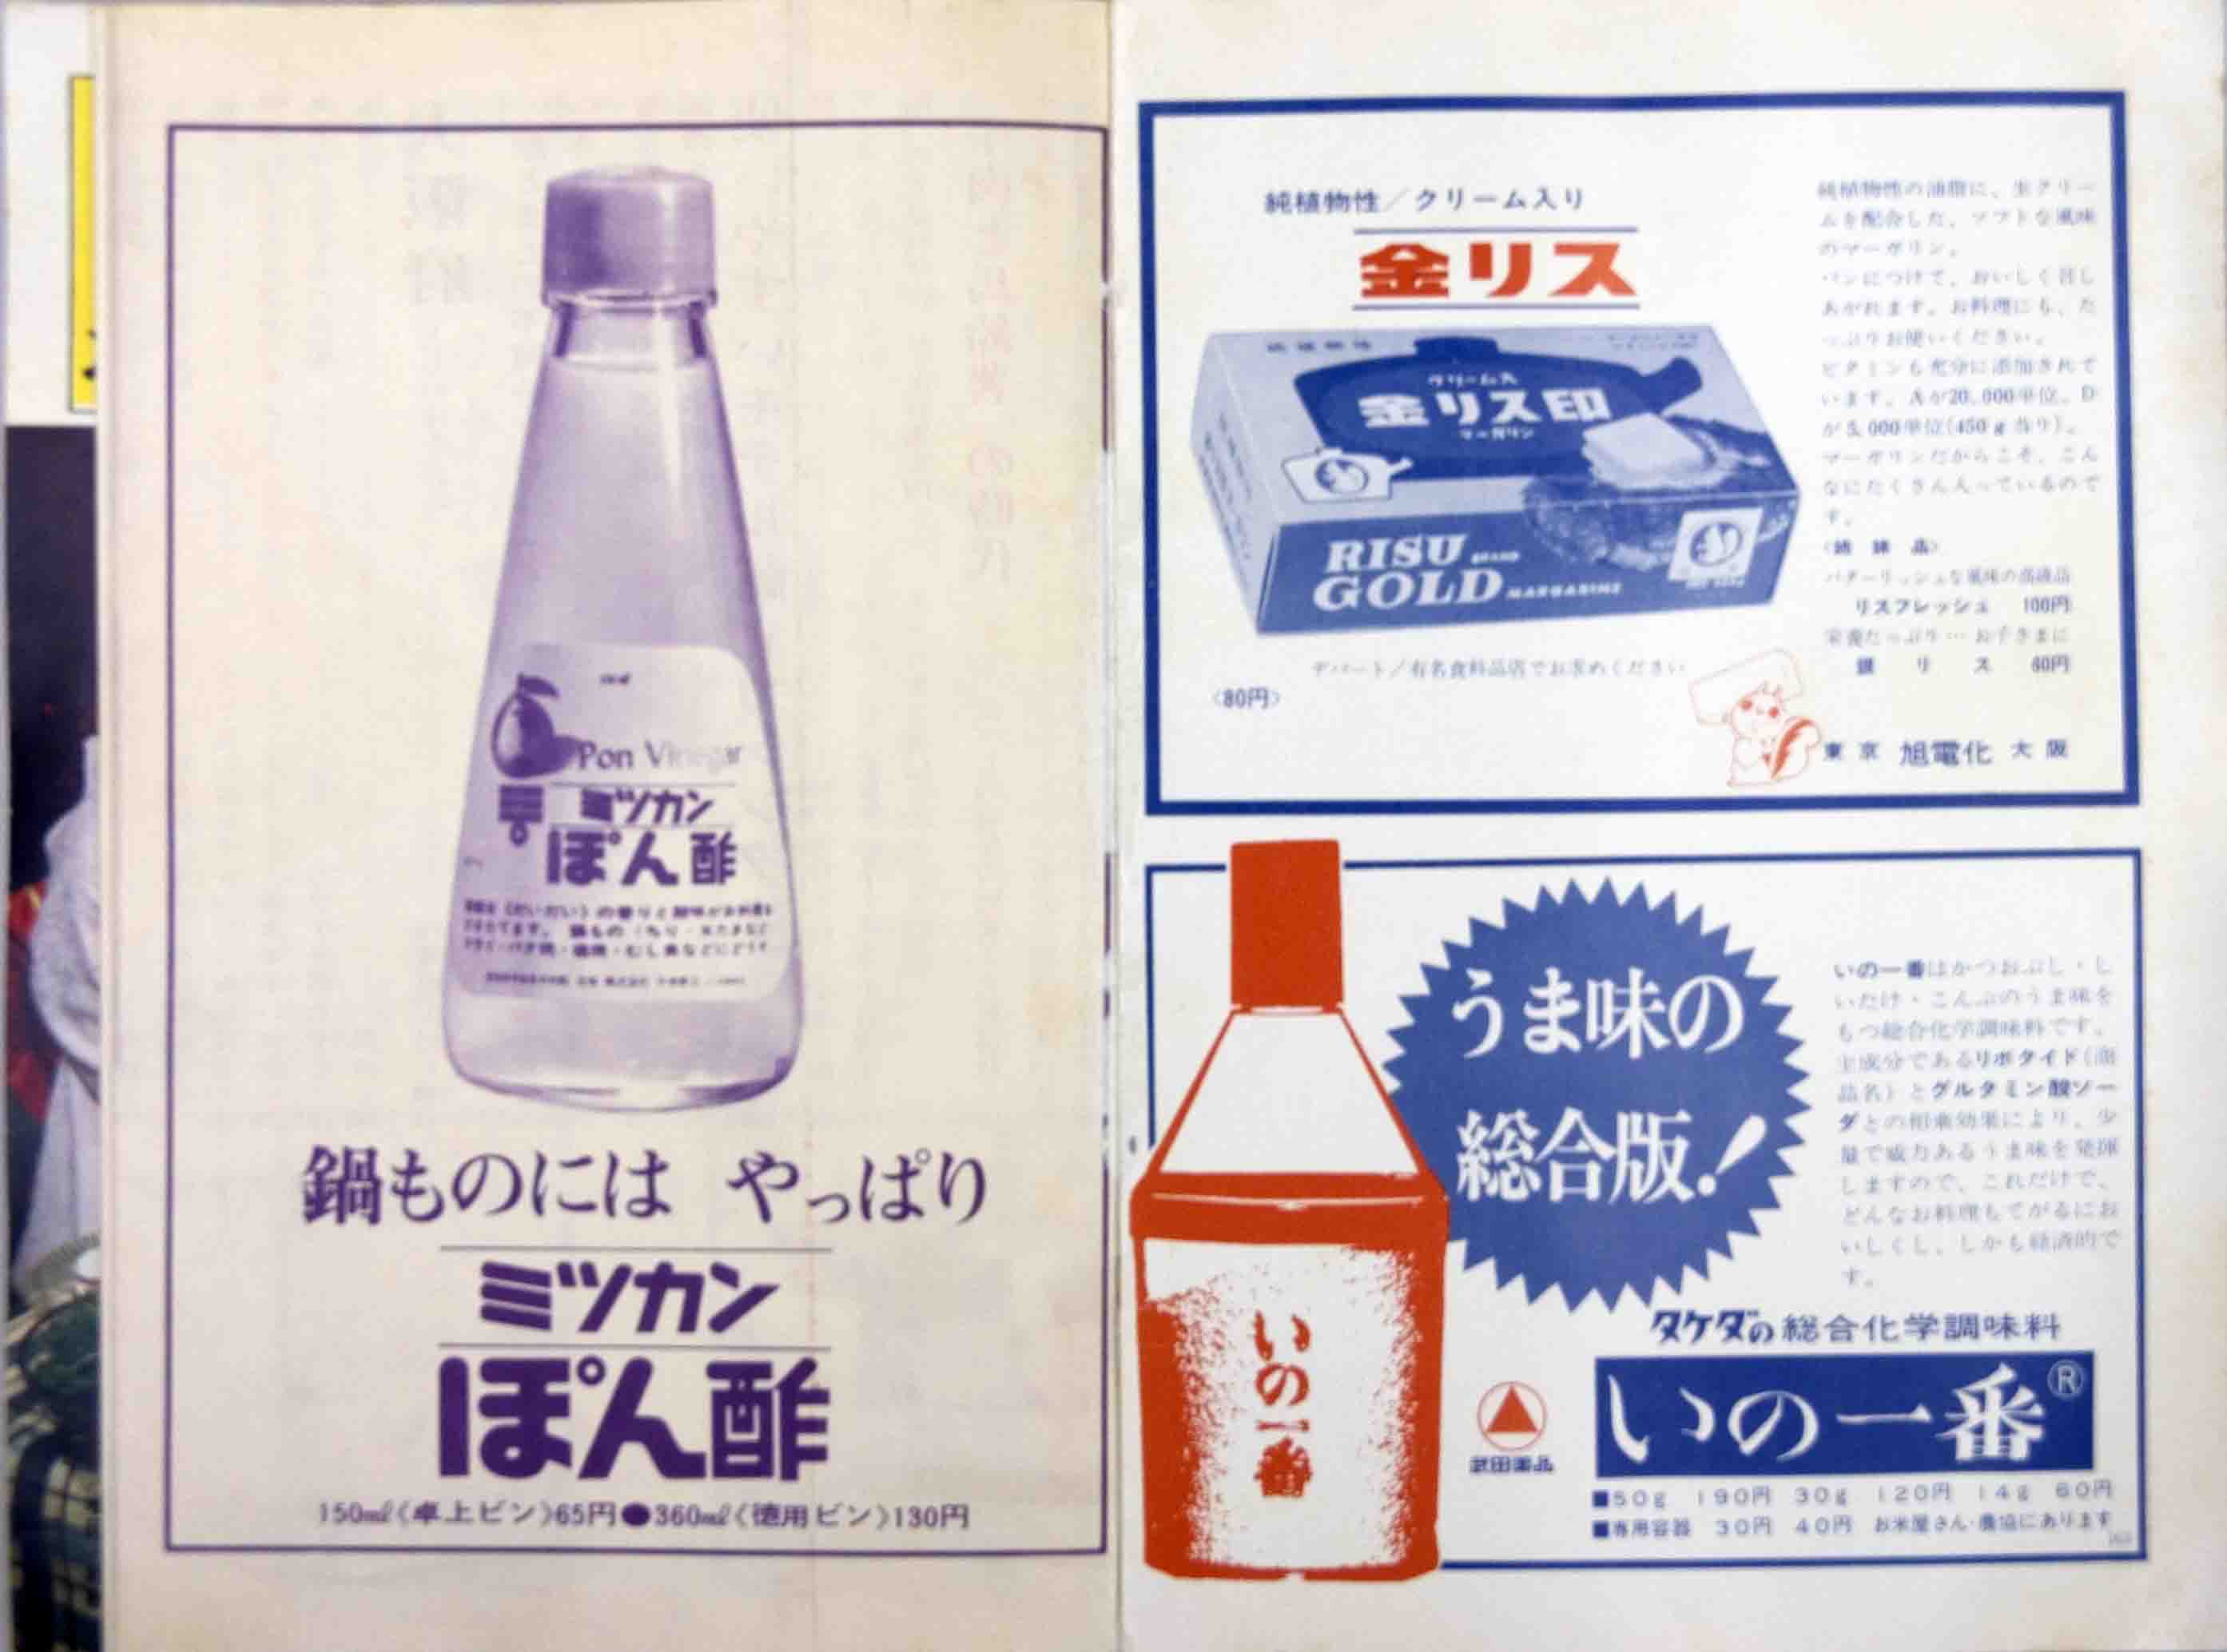 Pon Vinegar
ミツカン
ぽん酢
鍋ものには やっぱり
ミツカン
ぽん酢
150ml〈卓上ビン〉65円●360ml〈徳用ビン〉130円
純植物性／クリーム入り
金リス
クリーム入
金リス印
マーガリン
RISU BRAND
GOLD MARGARINE
デパート／有名食料品店でお求めください
〈80円〉
純植物性の油脂に、生クリー
ムを配合した、ソフトな風味
のマーガリン。
パンにつけて、おいしく召し
あがれます。お料理にも、た
っぷりお使いください。
ビタミンも充分に添加されて
います。Aが20,000単位、D
が5,000単位(450g当り)。
マーガリンだからこそ、こん
なにたくさん入っているので
す。
〈姉妹品〉
バターリッシュな風味の高級品
リスフレッシュ 100円
栄養たっぷり…お子さまに
銀リス 60円
東京 旭電化 大阪
うま味の
総合版！
いの一番
いの一番はかつおぶし・し
いたけ・こんぶのうま味を
もつ総合化学調味料です。
主成分であるリボタイド(商
品名)とグルタミン酸ソー
ダとの相乗効果により、少
量で威力あるうま味を発揮
しますので、これだけで、
どんなお料理もてがるにお
いしくし、しかも経済的で
す。
タケダの総合化学調味料
いの一番®
武田薬品
■50g 190円 30g 120円 14g 60円
■専用容器 30円 40円 お米屋さん・農協にあります